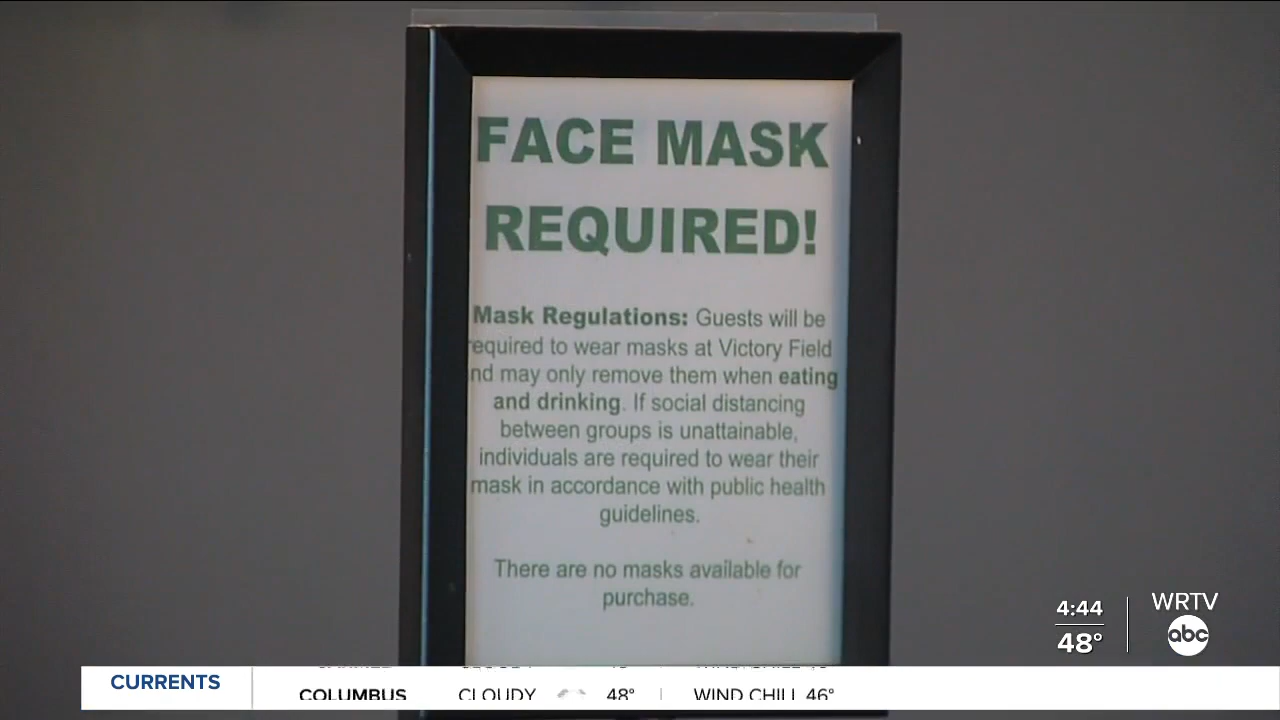 FACE MASK
REQUIRED!
Mask Regulations: Guests will be
equired to wear masks at Victory Field
nd may only remove them when eating
and drinking. If social distancing
between groups is unattainable,
individuals are required to wear their
mask in accordance with public health
guidelines.
There are no masks available for
purchase.
4:44
48°
WRTV
abc
CURRENTS
COLUMBUS CLOUDY 48° WIND CHILL 46°